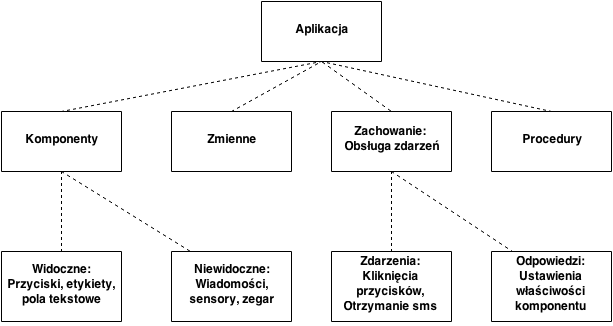 Aplikacja
Komponenty
Zmienne
Zachowanie:
Obsługa zdarzeń
Procedury
Widoczne:
Przyciski, etykiety,
pola tekstowe
Niewidoczne:
Wiadomości,
sensory, zegar
Zdarzenia:
Kliknięcia
przycisków,
Otrzymanie sms
Odpowiedzi:
Ustawienia
właściwości
komponentu